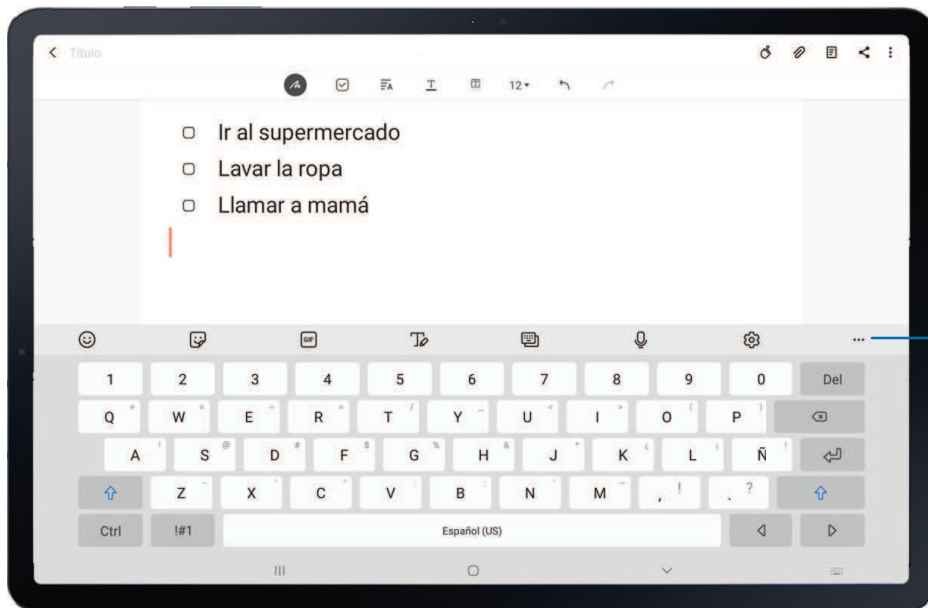 Título
12
Ir al supermercado
Lavar la ropa
Llamar a mamá
GIF
1 2 3 4 5 6 7 8 9 0 Del
Q W E R T Y U I O P
A S D F G H J K L Ñ
Z X C V B N M , ! . ?
Ctrl !#1 Español (US)